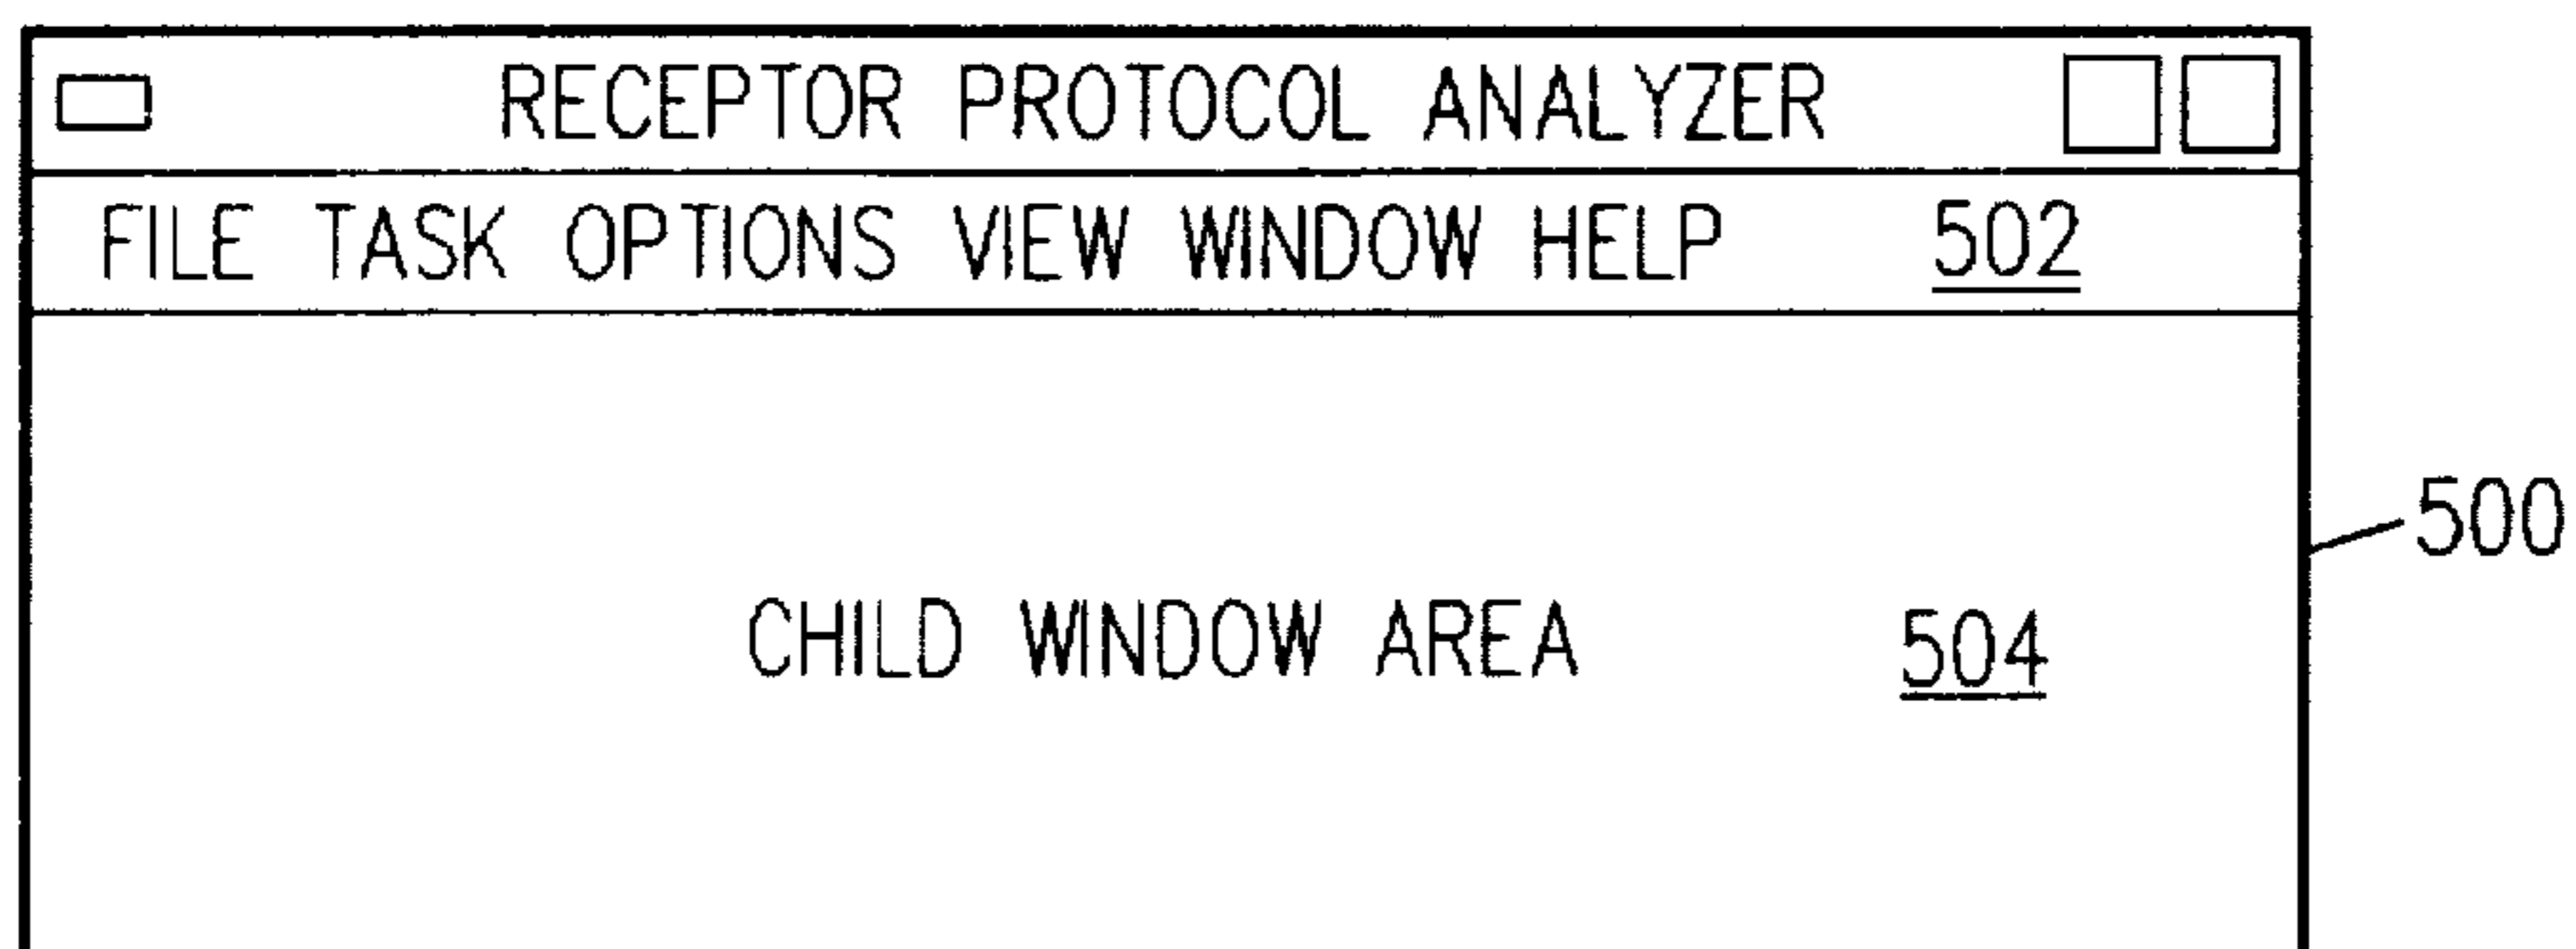 RECEPTOR PROTOCOL ANALYZER
FILE TASK OPTIONS VIEW WINDOW HELP 502
500
CHILD WINDOW AREA 504